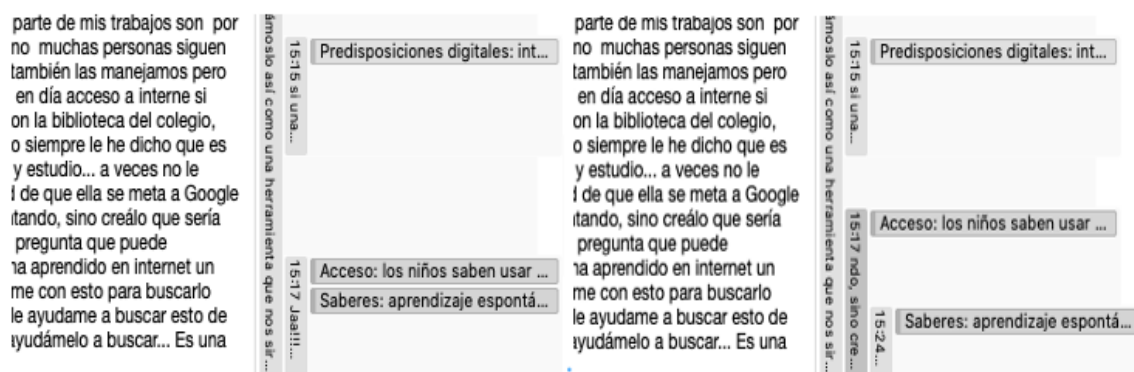 parte de mis trabajos son por
no muchas personas siguen
también las manejamos pero
en día acceso a interne si
on la biblioteca del colegio,
o siempre le he dicho que es
y estudio... a veces no le
de que ella se meta a Google
tando, sino creálo que sería
pregunta que puede
na aprendido en internet un
me con esto para buscarlo
le ayudame a buscar esto de
ayudámelo a buscar... Es una
ámoslo así como una herramienta que nos sir...
15:15 si una...
Predisposiciones digitales: int...
15:17 Jaa!!!...
Acceso: los niños saben usar ...
Saberes: aprendizaje espontá...
parte de mis trabajos son por
no muchas personas siguen
también las manejamos pero
en día acceso a interne si
on la biblioteca del colegio,
o siempre le he dicho que es
y estudio... a veces no le
de que ella se meta a Google
tando, sino creálo que sería
pregunta que puede
na aprendido en internet un
me con esto para buscarlo
le ayudame a buscar esto de
ayudámelo a buscar... Es una
ámoslo así como una herramienta que nos sir...
15:15 si una...
Predisposiciones digitales: int...
15:17 ndo, sino cre...
Acceso: los niños saben usar ...
15:24...
Saberes: aprendizaje espontá...